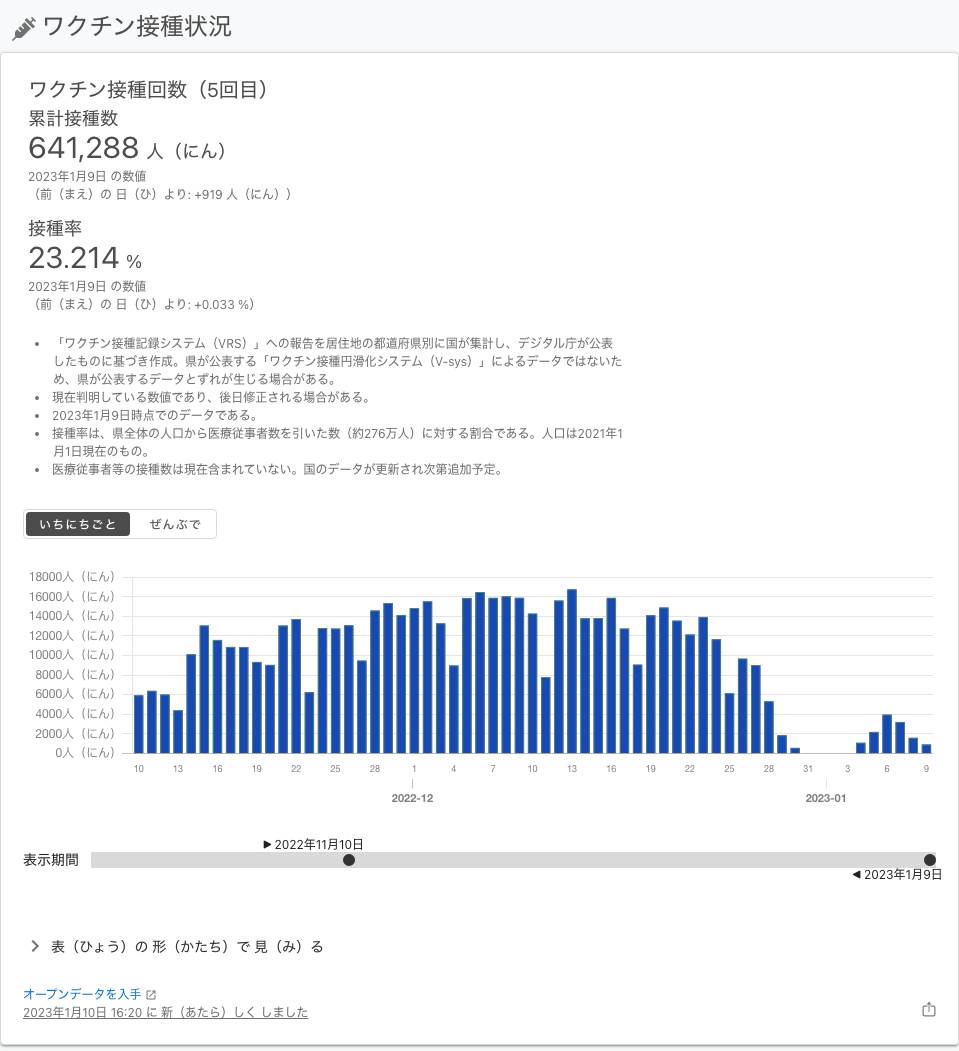 ワクチン接種状況
ワクチン接種回数（5回目）
累計接種数
641,288 人（にん）
2023年1月9日 の数値
（前（まえ）の 日（ひ）より: +919 人（にん））
接種率
23.214 %
2023年1月9日 の数値
（前（まえ）の 日（ひ）より: +0.033 %）
「ワクチン接種記録システム（VRS）」への報告を居住地の都道府県別に国が集計し、デジタル庁が公表
したものに基づき作成。県が公表する「ワクチン接種円滑化システム（V-sys）」によるデータではないた
め、県が公表するデータとずれが生じる場合がある。
現在判明している数値であり、後日修正される場合がある。
2023年1月9日時点でのデータである。
接種率は、県全体の人口から医療従事者数を引いた数（約276万人）に対する割合である。人口は2021年1
月1日現在のもの。
医療従事者等の接種数は現在含まれていない。国のデータが更新され次第追加予定。
いちにちごと ぜんぶで
18000人（にん）
16000人（にん）
14000人（にん）
12000人（にん）
10000人（にん）
8000人（にん）
6000人（にん）
4000人（にん）
2000人（にん）
0人（にん）
10 13 16 19 22 25 28 1 4 7 10 13 16 19 22 25 28 31 3 6 9
2022-12 2023-01
▶ 2022年11月10日
表示期間
◀ 2023年1月9日
表（ひょう）の 形（かたち）で 見（み）る
オープンデータを入手
2023年1月10日 16:20 に 新（あたら）しく しました